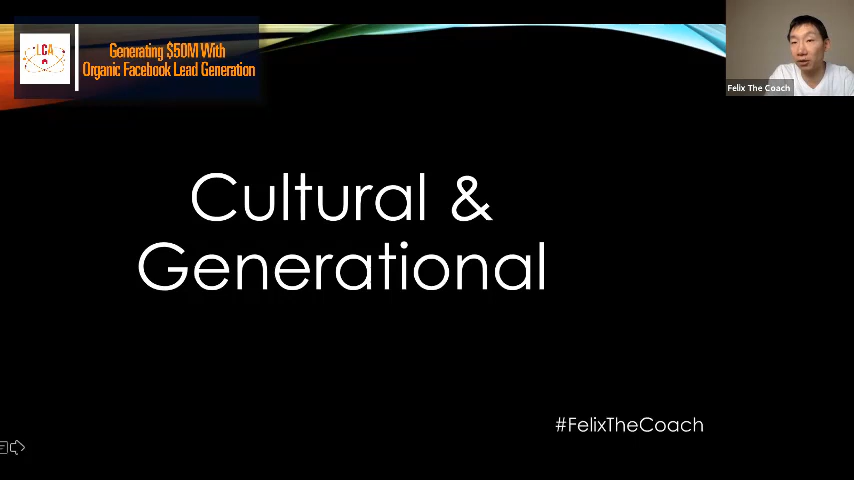 LCA
Generating $50M With
Organic Facebook Lead Generation
Felix The Coach
Cultural &
Generational
#FelixTheCoach